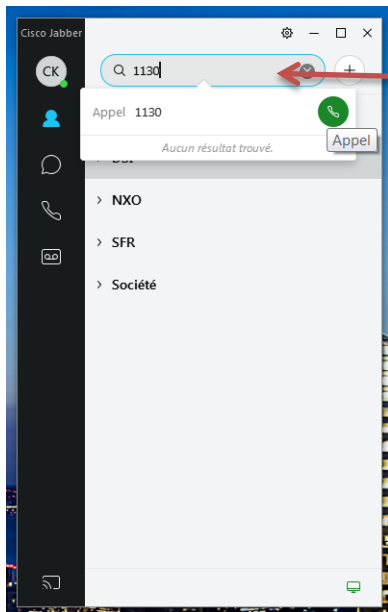 Cisco Jabber
CK
1130
Appel 1130
Appel
Aucun résultat trouvé.
> NXO
> SFR
> Société